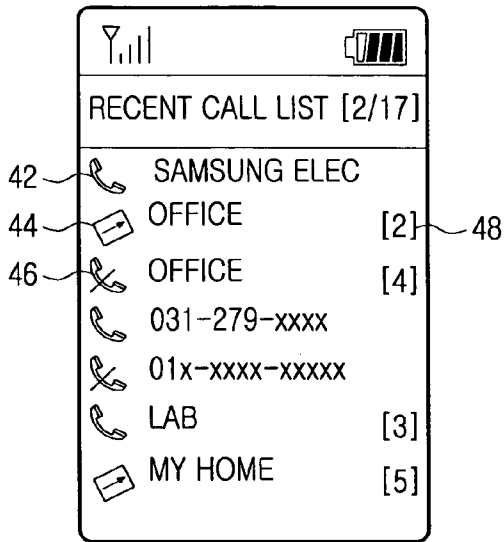 RECENT CALL LIST [2/17]
42 SAMSUNG ELEC
44 OFFICE [2] 48
46 OFFICE [4]
031-279-xxxx
01x-xxxx-xxxxx
LAB [3]
MY HOME [5]